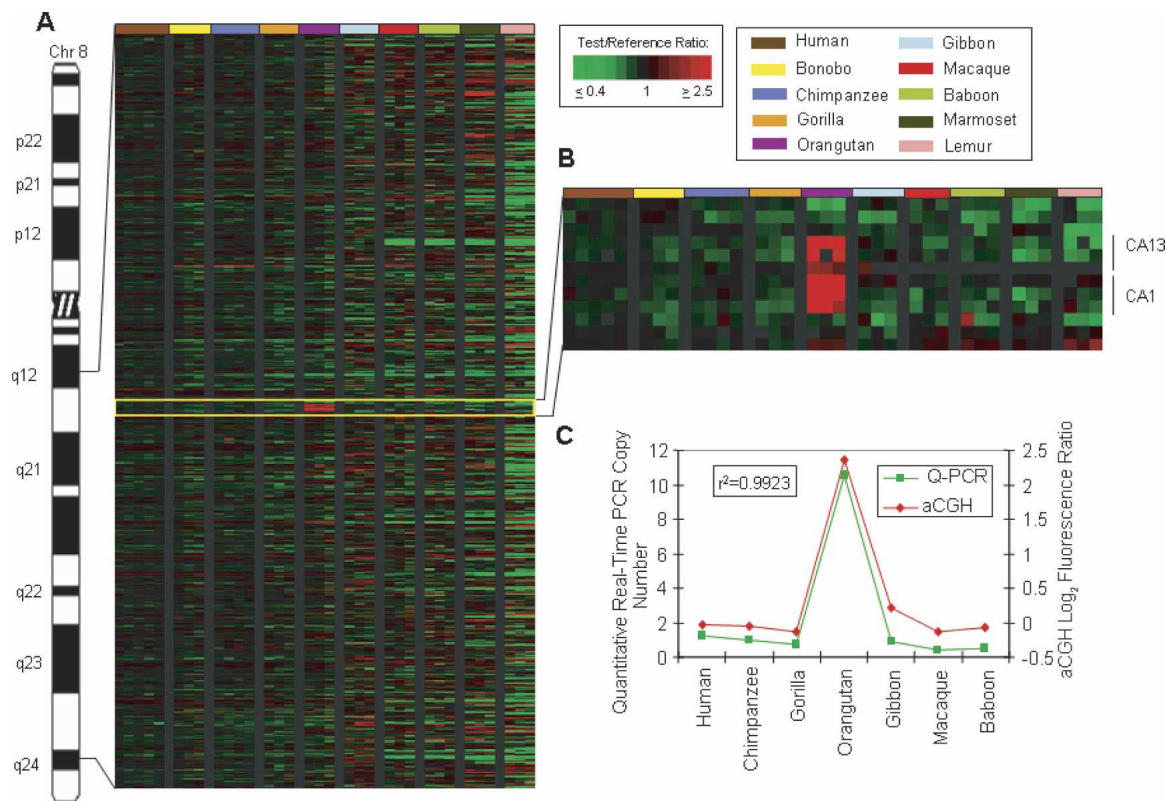 A
Chr 8
p22
p21
p12
q12
q21
q22
q23
q24
Test/Reference Ratio:
≤ 0.4 1 ≥ 2.5
Human
Bonobo
Chimpanzee
Gorilla
Orangutan
Gibbon
Macaque
Baboon
Marmoset
Lemur
B
CA13
CA1
C
Quantitative Real-Time PCR Copy
Number
12
10
8
6
4
2
0
r²=0.9923
Q-PCR
aCGH
2.5
2
1.5
1
0.5
0
-0.5
aCGH Log₂ Fluorescence Ratio
Human
Chimpanzee
Gorilla
Orangutan
Gibbon
Macaque
Baboon